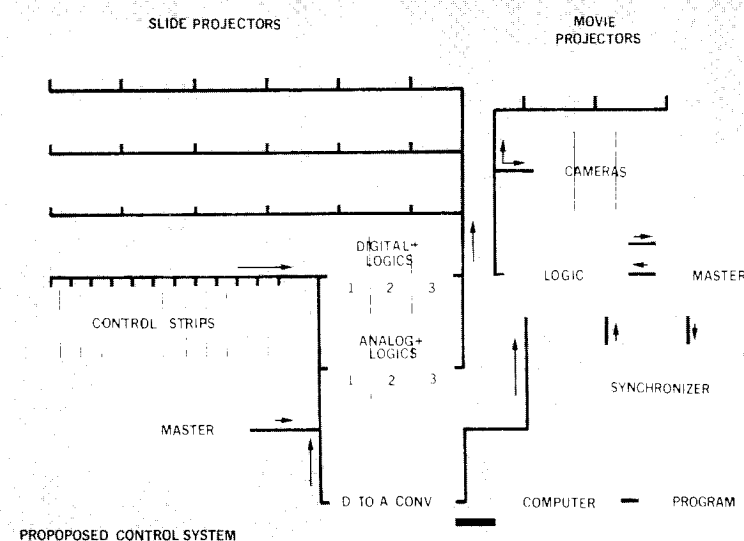 SLIDE PROJECTORS
MOVIE
PROJECTORS
CAMERAS
DIGITAL+
LOGICS
1 2 3
LOGIC
MASTER
CONTROL STRIPS
ANALOG+
LOGICS
1 2 3
SYNCHRONIZER
MASTER
D TO A CONV
COMPUTER
PROGRAM
PROPOPOSED CONTROL SYSTEM